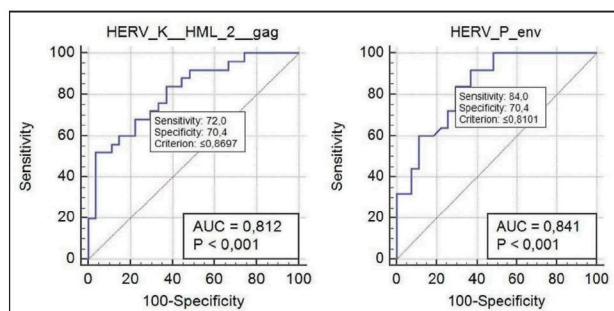 HERV_K__HML_2__gag
100
80
60
40
20
0
Sensitivity
Sensitivity: 72,0
Specificity: 70,4
Criterion: ≤0,8697
AUC = 0,812
P < 0,001
0 20 40 60 80 100
100-Specificity
HERV_P_env
100
80
60
40
20
0
Sensitivity
Sensitivity: 84,0
Specificity: 70,4
Criterion: ≤0,8101
AUC = 0,841
P < 0,001
0 20 40 60 80 100
100-Specificity